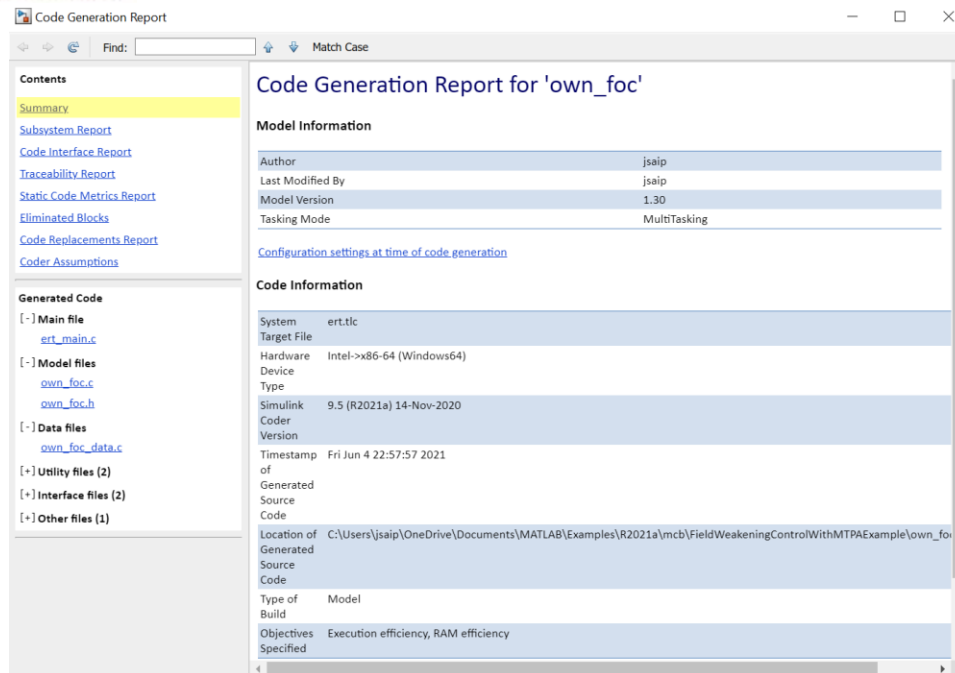 Code Generation Report
Find:
Match Case
Contents
Summary
Subsystem Report
Code Interface Report
Traceability Report
Static Code Metrics Report
Eliminated Blocks
Code Replacements Report
Coder Assumptions
Generated Code
[-] Main file
ert_main.c
[-] Model files
own_foc.c
own_foc.h
[-] Data files
own_foc_data.c
[+] Utility files (2)
[+] Interface files (2)
[+] Other files (1)
Code Generation Report for 'own_foc'
Model Information
Author jsaip
Last Modified By jsaip
Model Version 1.30
Tasking Mode MultiTasking
Configuration settings at time of code generation
Code Information
System ert.tlc
Target File
Hardware Intel->x86-64 (Windows64)
Device
Type
Simulink 9.5 (R2021a) 14-Nov-2020
Coder
Version
Timestamp Fri Jun 4 22:57:57 2021
of
Generated
Source
Code
Location of C:\Users\jsaip\OneDrive\Documents\MATLAB\Examples\R2021a\mcb\FieldWeakeningControlWithMTPAExample\own_fo
Generated
Source
Code
Type of Model
Build
Objectives Execution efficiency, RAM efficiency
Specified